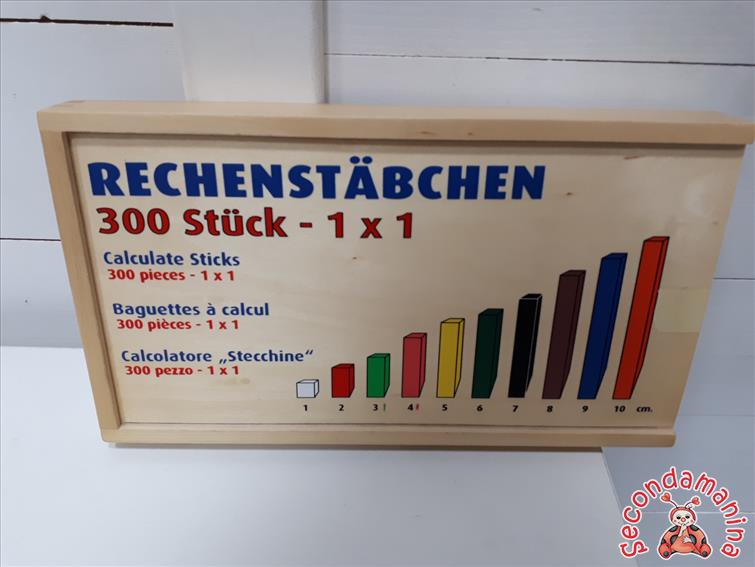 RECHENSTÄBCHEN
300 Stück - 1 x 1
Calculate Sticks
300 pieces - 1 x 1
Baguettes à calcul
300 pièces - 1 x 1
Calcolatore „Stecchine“
300 pezzo - 1 x 1
1 2 3 4 5 6 7 8 9 10 cm.
Secondamanina